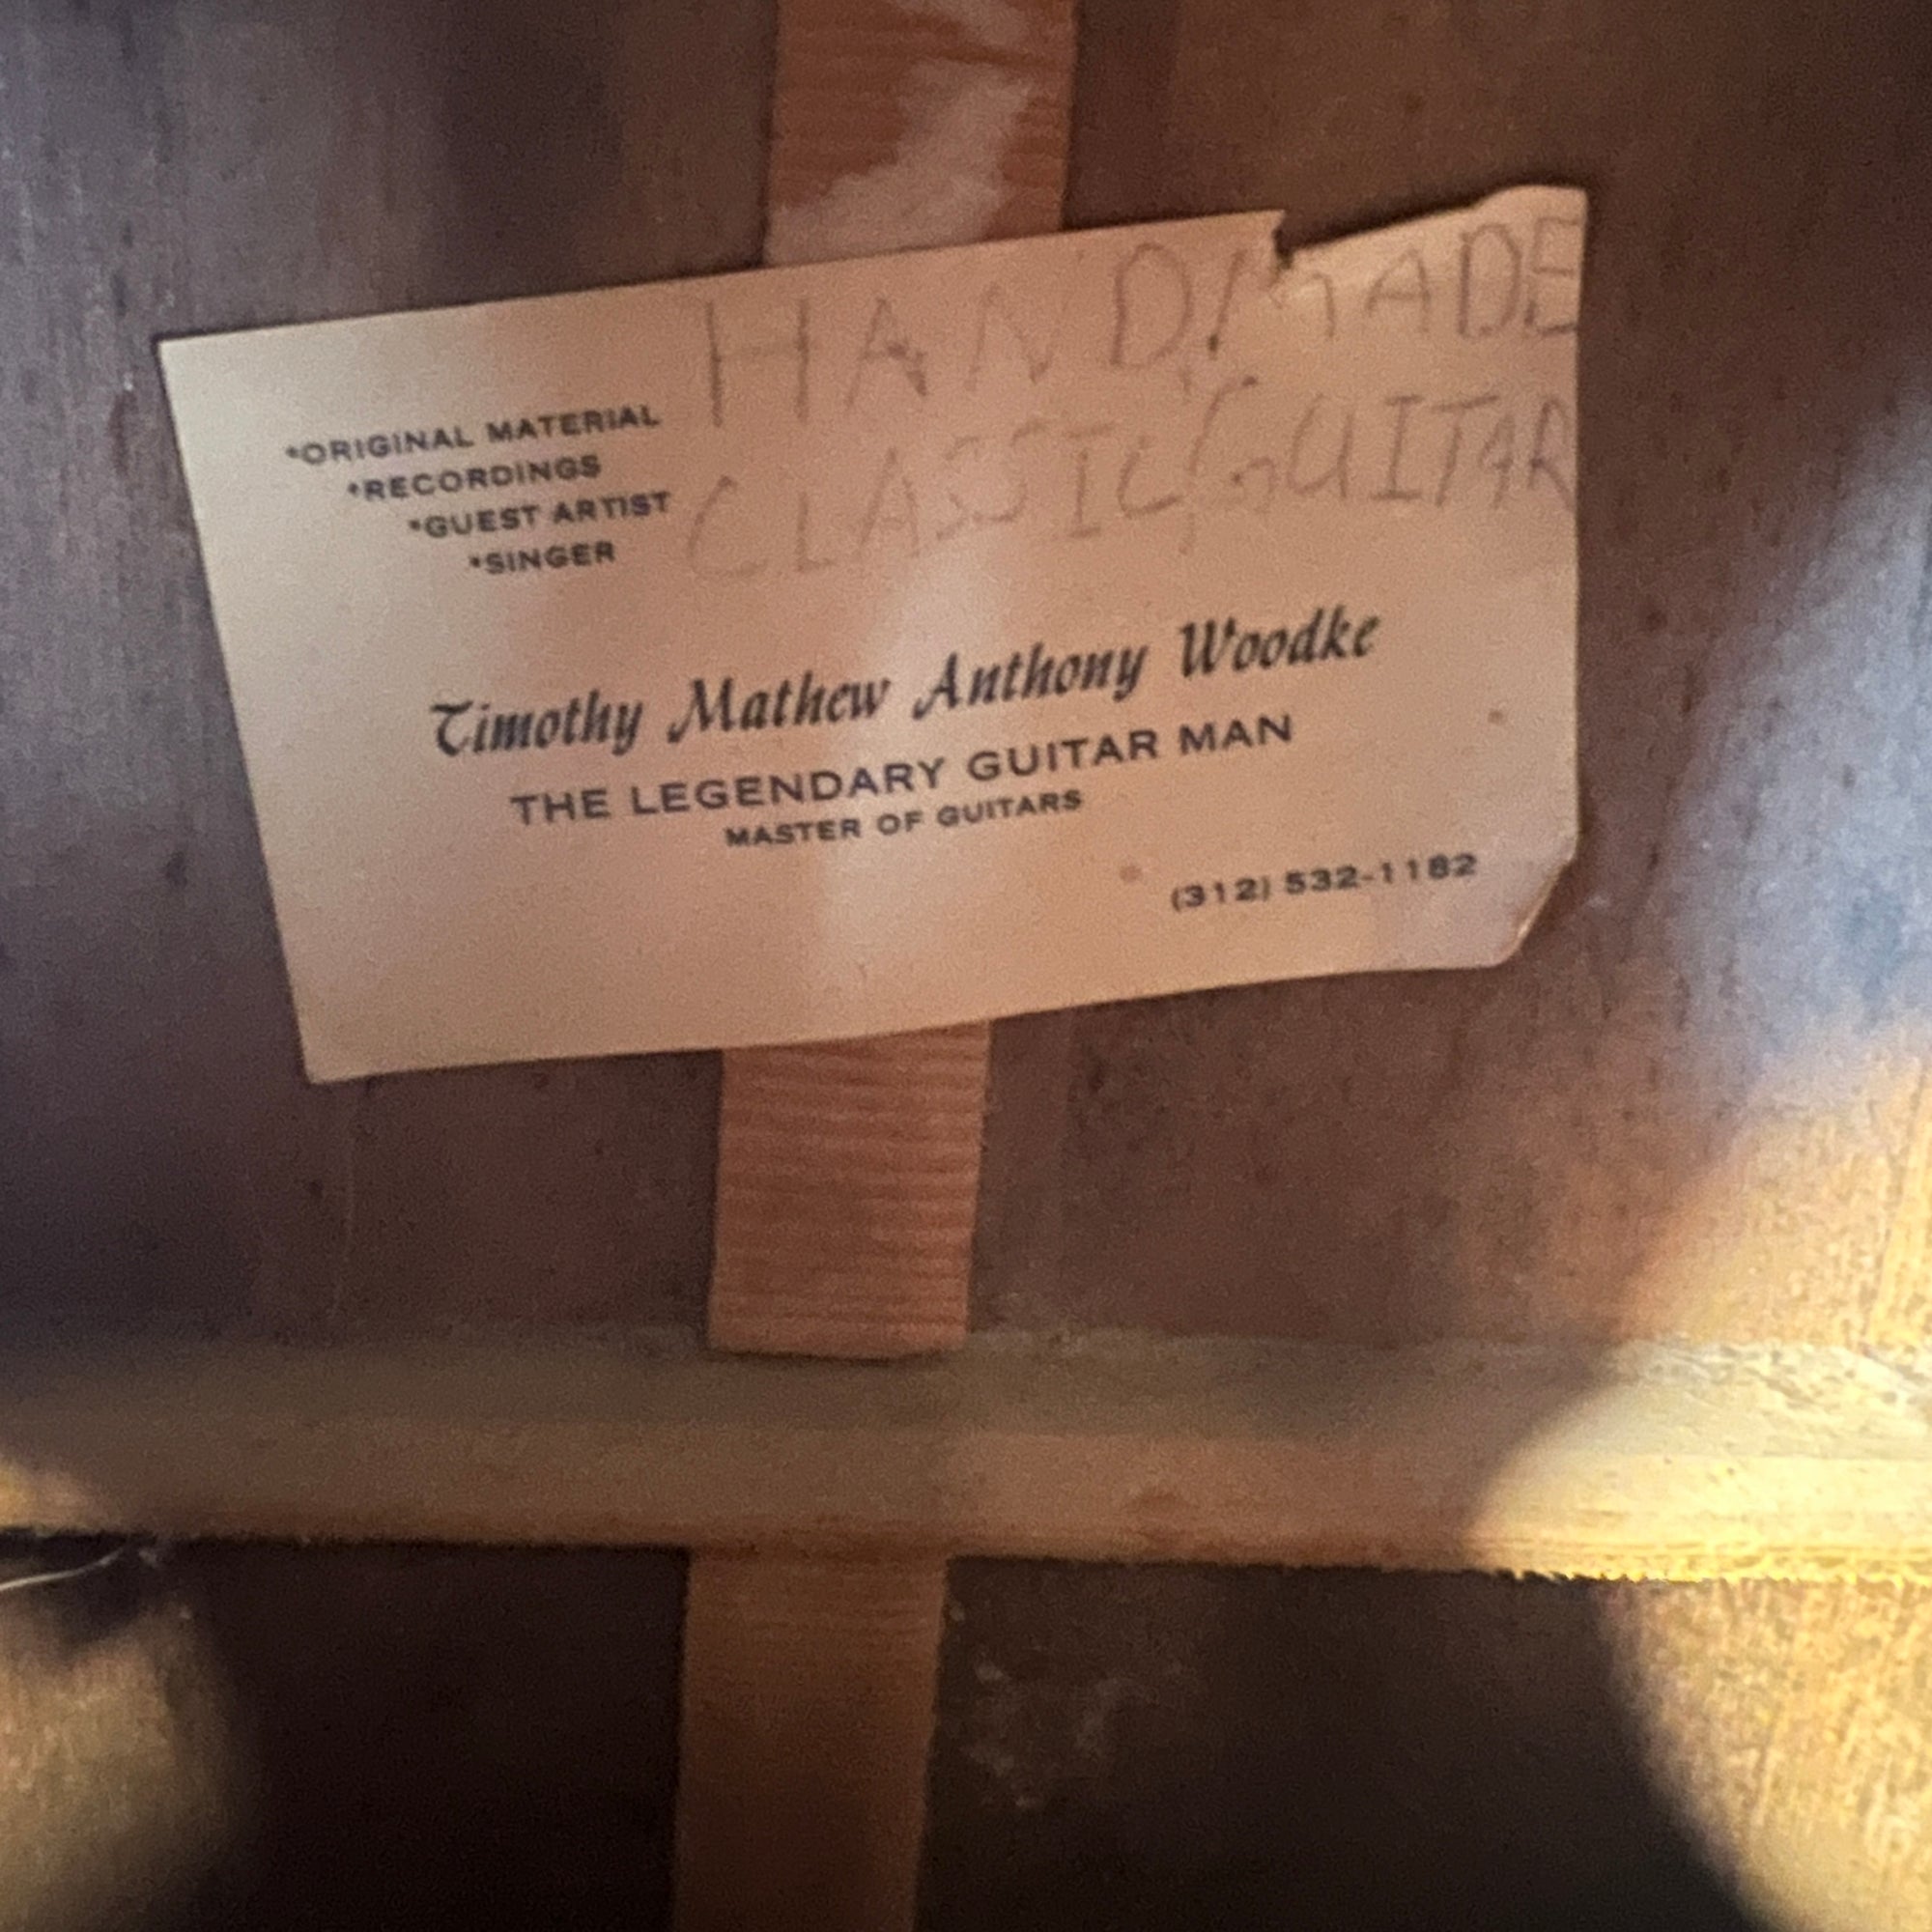 HANDMADE
CLASSIC GUITAR
*ORIGINAL MATERIAL
*RECORDINGS
*GUEST ARTIST
*SINGER
Timothy Mathew Anthony Woodke
THE LEGENDARY GUITAR MAN
MASTER OF GUITARS
(312) 532-1182